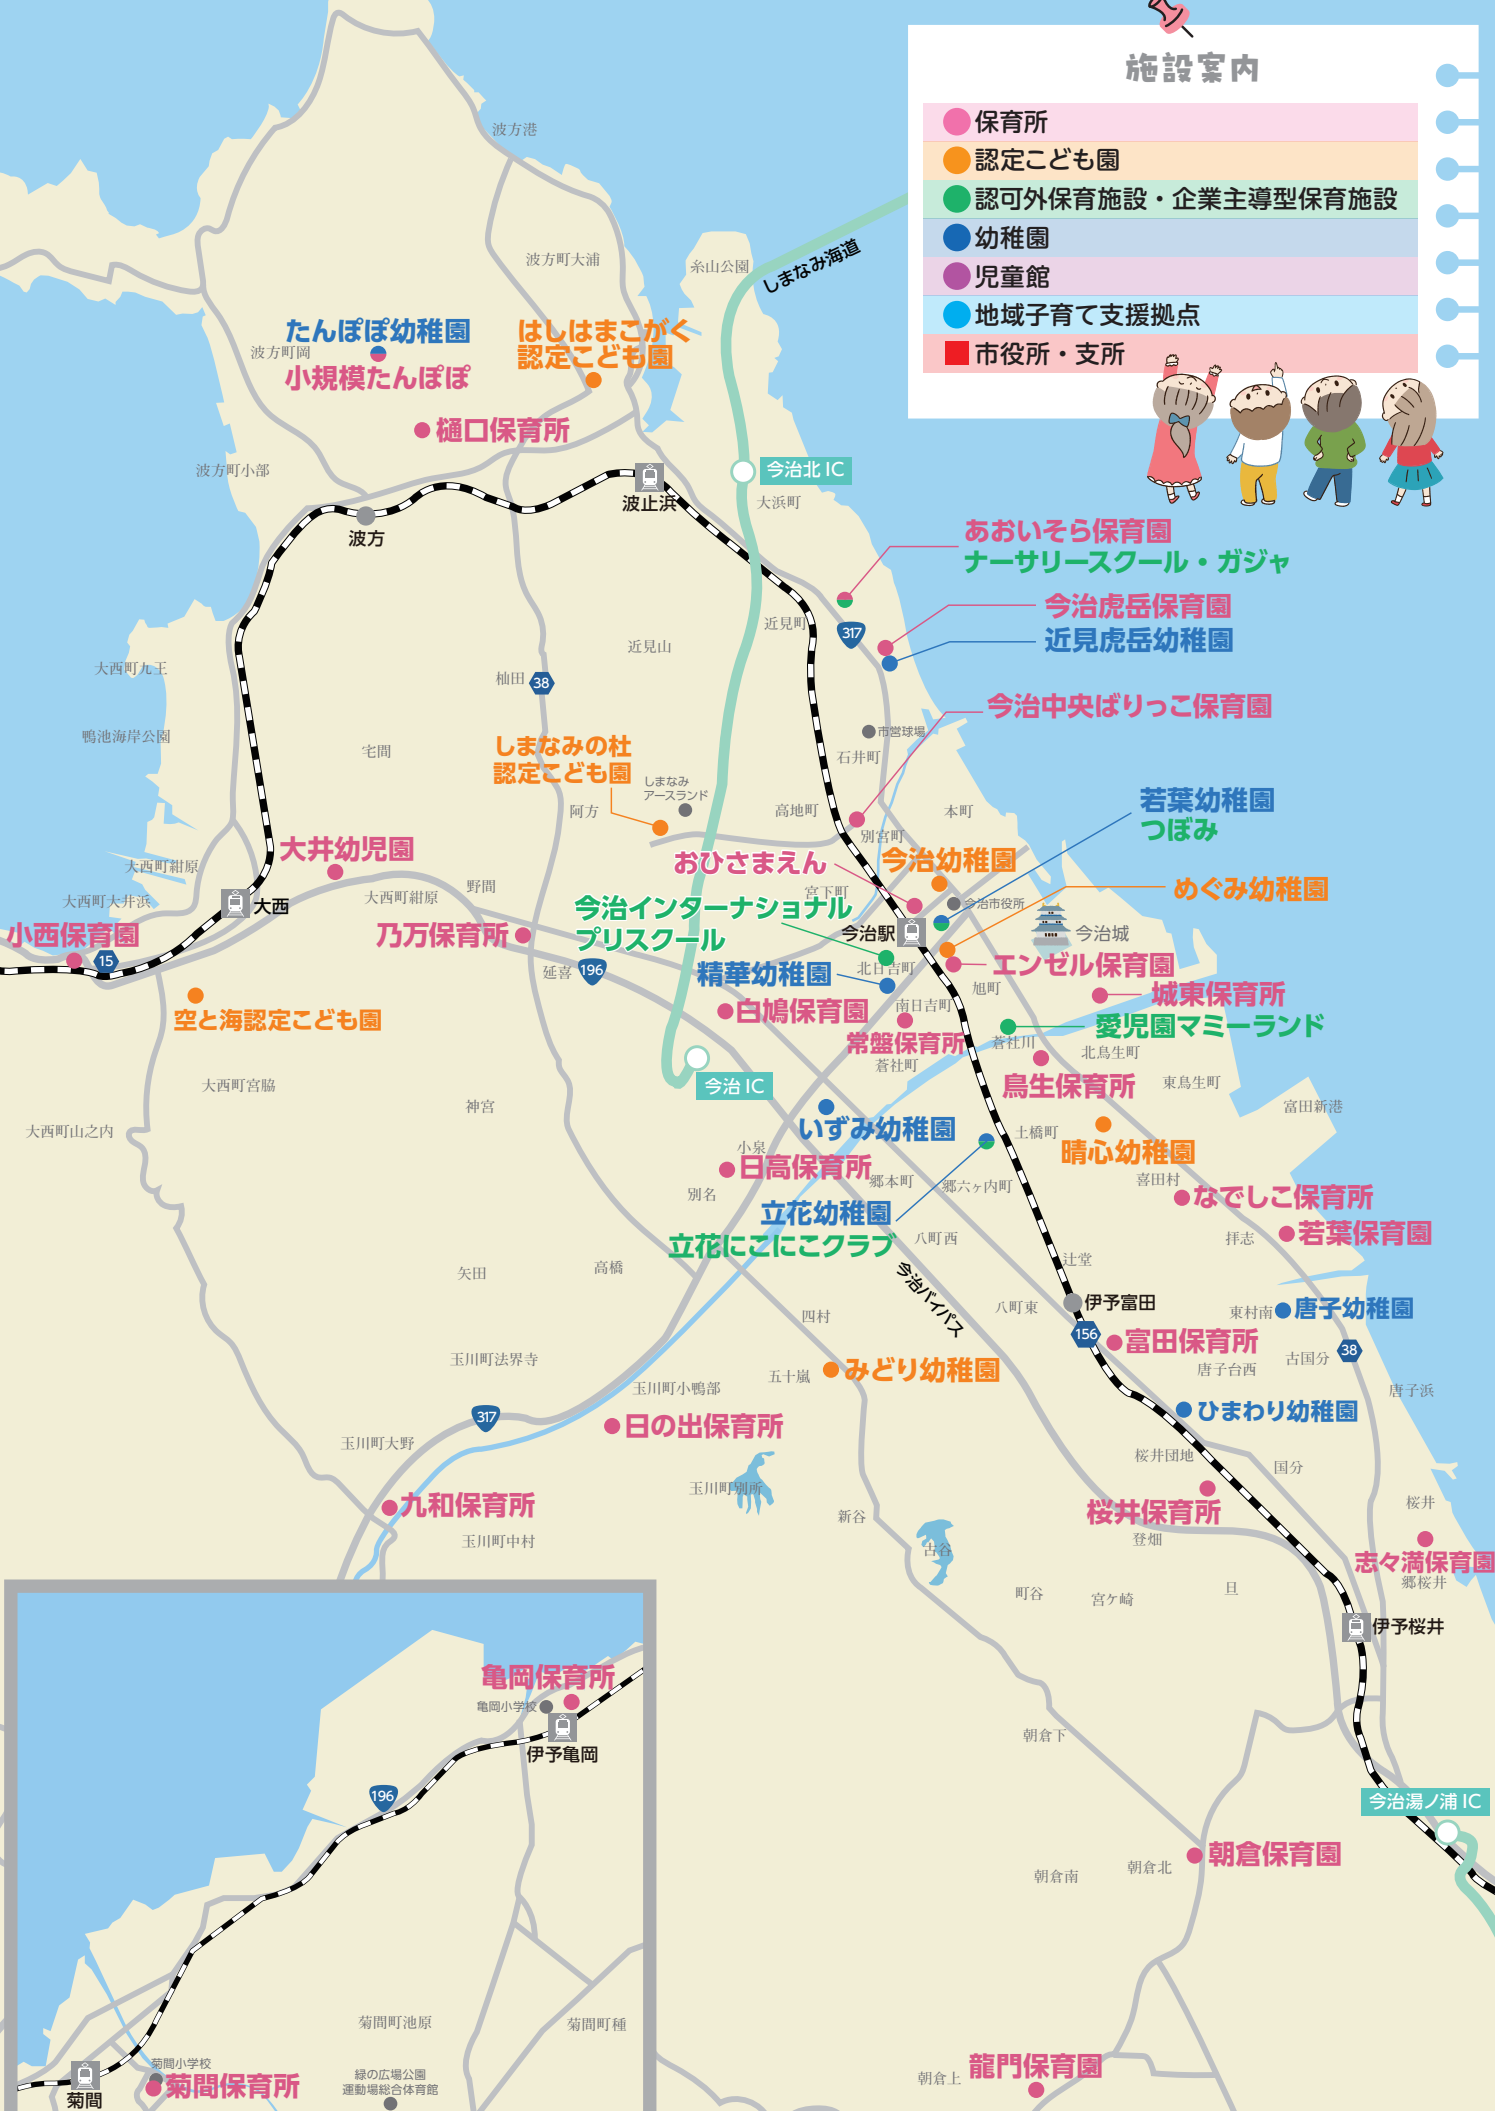 施設案内
保育所
認定こども園
認可外保育施設・企業主導型保育施設
幼稚園
児童館
地域子育て支援拠点
市役所・支所
波方港
しまなみ海道
波方町大浦
糸山公園
たんぽぽ幼稚園
波方町岡
小規模たんぽぽ
はしはまこがく
認定こども園
樋口保育所
波方町小部
今治北 IC
波止浜
大浜町
波方
あおいそら保育園
ナーサリースクール・ガジャ
今治虎岳保育園
近見虎岳幼稚園
近見町
317
近見山
大西町九王
杣田
38
今治中央ばりっこ保育園
市営球場
鴨池海岸公園
宅間
しまなみの杜
認定こども園
石井町
しまなみ
アースランド
阿方
高地町
本町
若葉幼稚園
つぼみ
別宮町
大井幼児園
おひさまえん
今治幼稚園
大西町紺原
野間
大西町紺原
大西町大井浜
大西
宮下町
めぐみ幼稚園
今治市役所
今治インターナショナル
プリスクール
今治駅
今治城
小西保育園
15
乃万保育所
延喜
196
精華幼稚園
北日吉町
エンゼル保育園
旭町
城東保育所
空と海認定こども園
白鳩保育園
南日吉町
常盤保育所
愛児園マミーランド
蒼社川
北鳥生町
蒼社町
鳥生保育所
東鳥生町
今治 IC
大西町宮脇
神宮
富田新港
大西町山之内
いずみ幼稚園
土橋町
小泉
晴心幼稚園
日高保育所
郷本町
郷六ヶ内町
喜田村
別名
なでしこ保育所
立花幼稚園
立花にこにこクラブ
八町西
若葉保育園
拝志
矢田
高橋
辻堂
今治バイパス
八町東
伊予富田
東村南
唐子幼稚園
四村
156
富田保育所
38
古国分
玉川町法界寺
五十嵐
みどり幼稚園
唐子台西
玉川町小鴨部
唐子浜
317
日の出保育所
ひまわり幼稚園
玉川町大野
桜井団地
国分
玉川町別所
九和保育所
新谷
桜井保育所
桜井
玉川町中村
登畑
古谷
志々満保育園
郷桜井
町谷
宮ケ崎
旦
伊予桜井
亀岡保育所
亀岡小学校
伊予亀岡
朝倉下
196
今治湯ノ浦 IC
朝倉保育園
朝倉南
朝倉北
菊間町池原
菊間町種
菊間小学校
菊間保育所
菊間
緑の広場公園
運動場総合体育館
龍門保育園
朝倉上